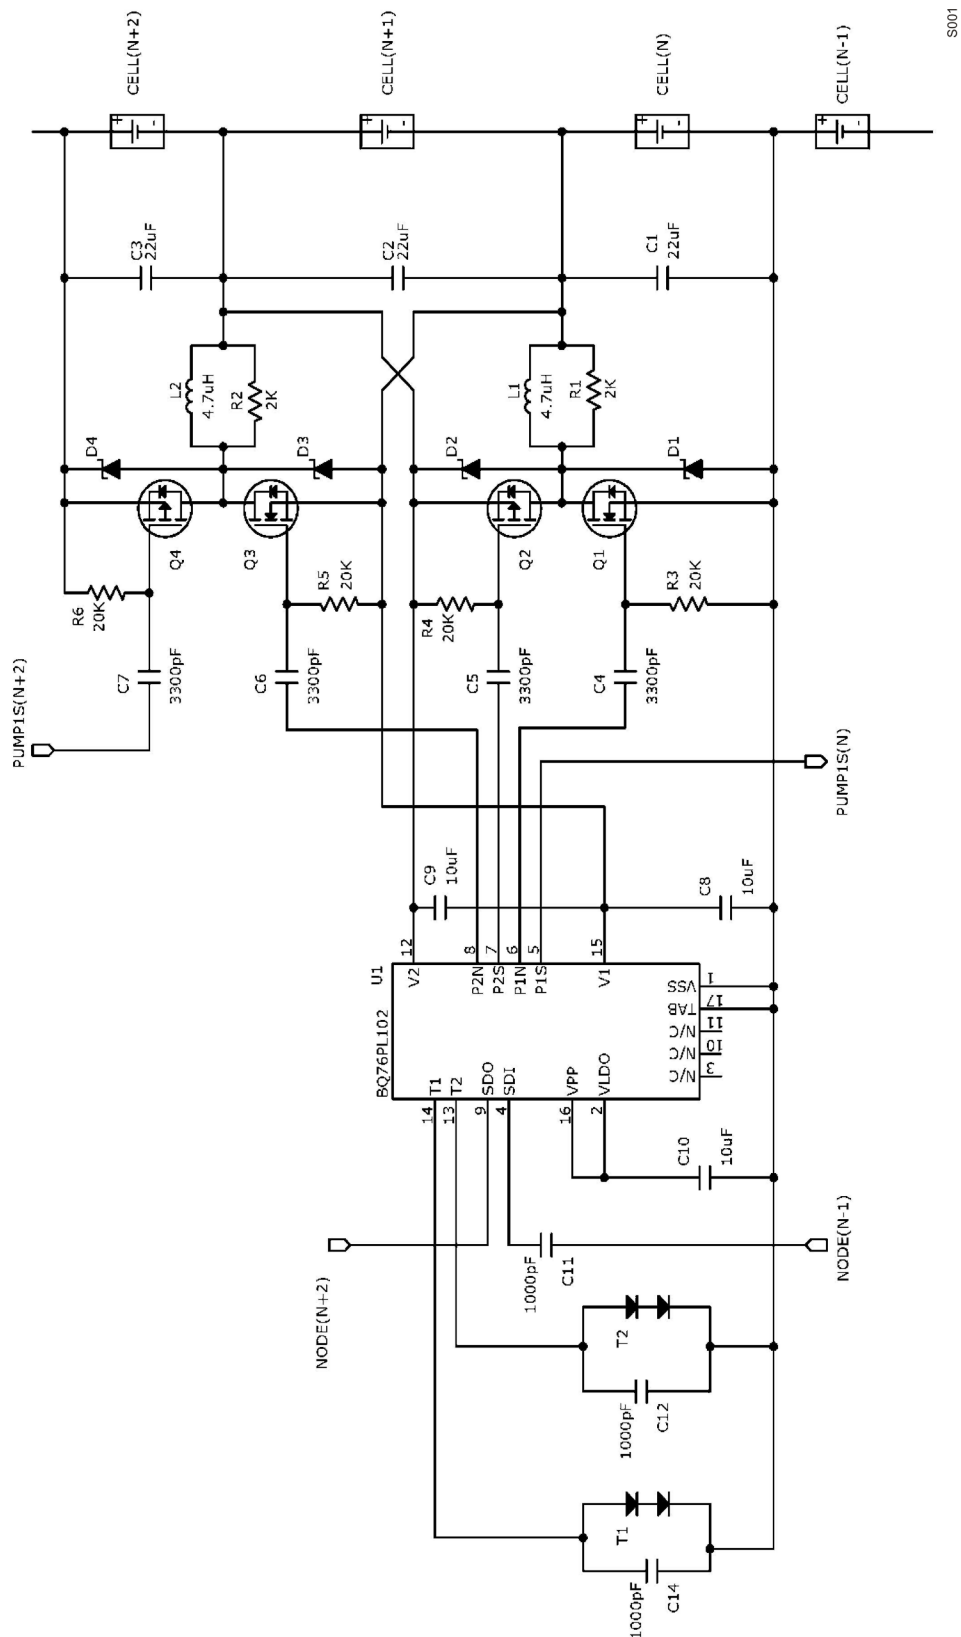 S001
CELL(N+2)
CELL(N+1)
CELL(N)
CELL(N-1)
+
-
+
-
+
-
+
-
C3
22uF
C2
22uF
C1
22uF
L2
4.7uH
R2
2K
L1
4.7uH
R1
2K
D4
D3
D2
D1
Q4
Q3
Q2
Q1
R6
20K
R5
20K
R4
20K
R3
20K
C7
3300pF
C6
3300pF
C5
3300pF
C4
3300pF
PUMP1S(N+2)
PUMP1S(N)
C9
10uF
C8
10uF
U1
BQ76PL102
12
V2
8
P2N
7
P2S
6
P1N
5
P1S
15
V1
VSS
1
TAB
17
N/C
11
N/C
10
N/C
3
T1
14
T2
13
SDO
9
SDI
4
VPP
16
VLDO
2
C10
10uF
NODE(N+2)
NODE(N-1)
1000pF
C11
T2
1000pF
C12
T1
1000pF
C14